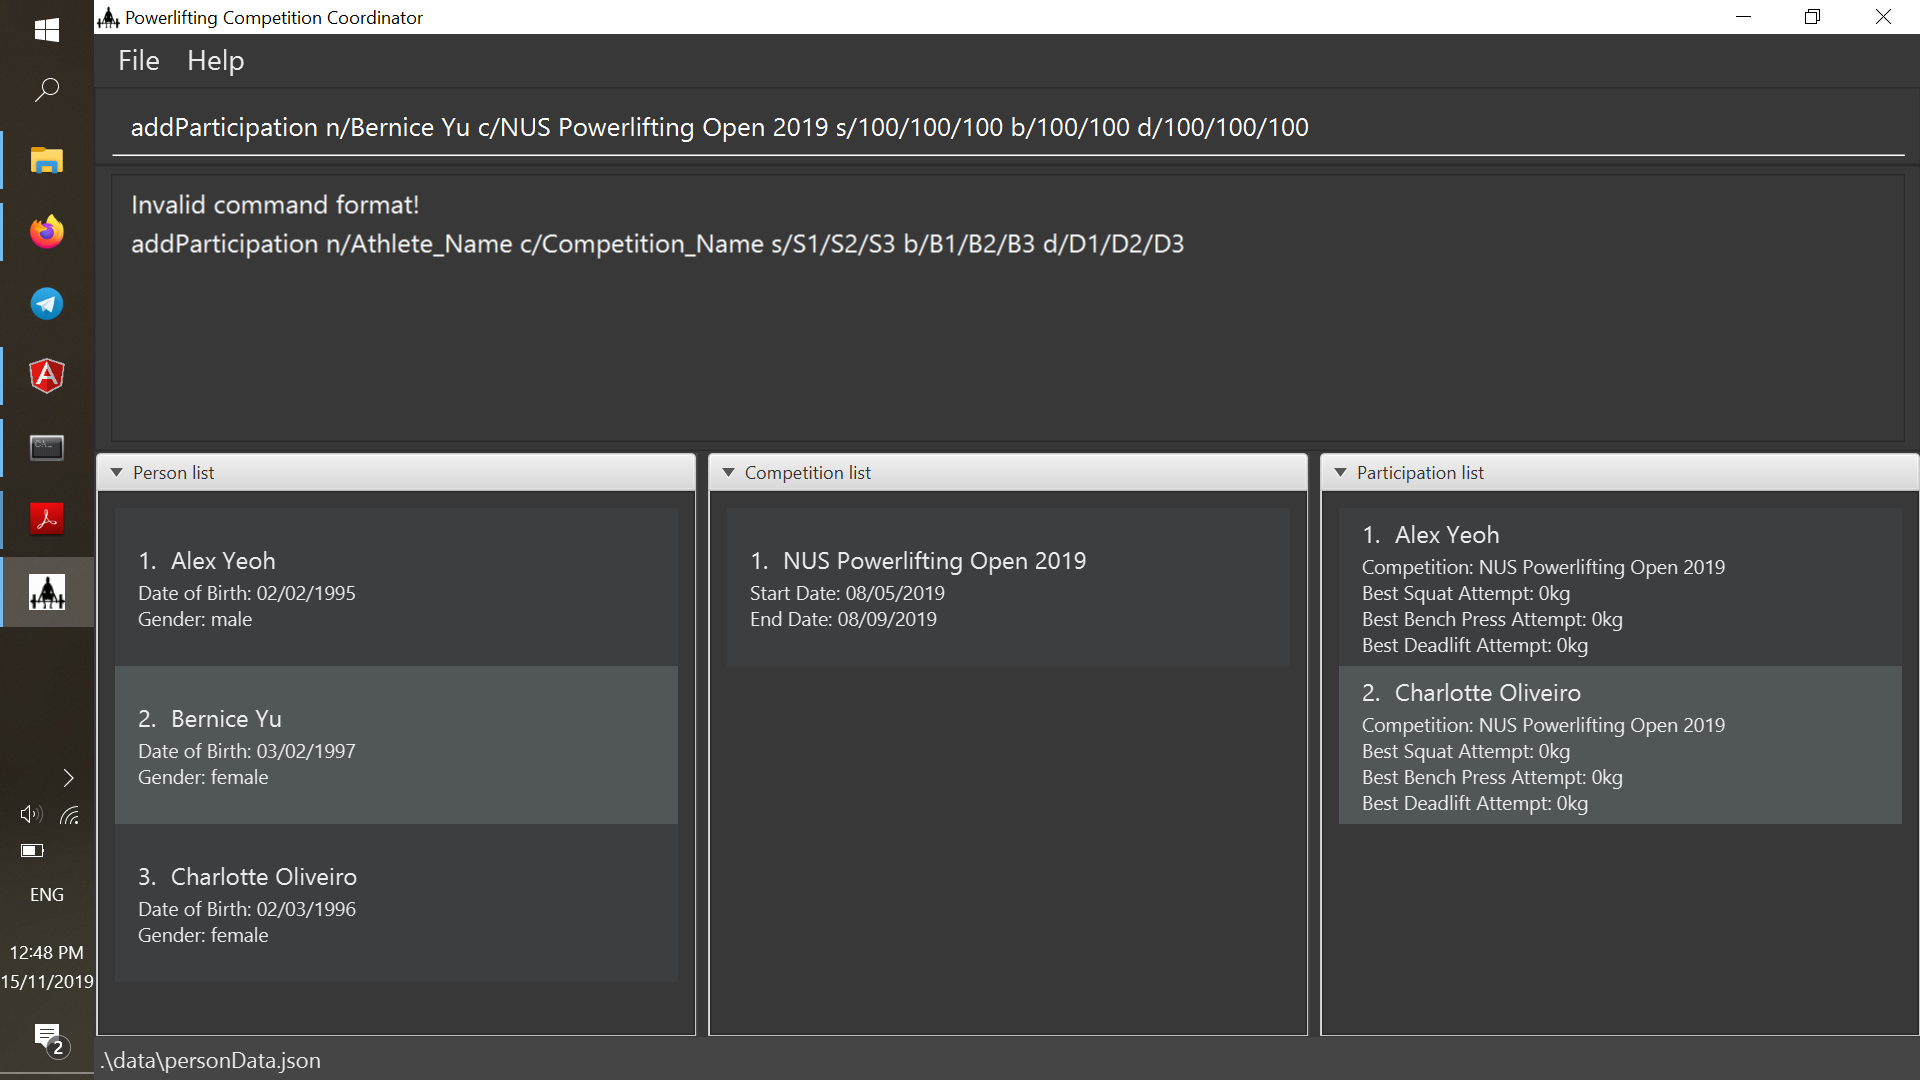 Powerlifting Competition Coordinator
File Help
addParticipation n/Bernice Yu c/NUS Powerlifting Open 2019 s/100/100/100 b/100/100 d/100/100/100
Invalid command format!
addParticipation n/Athlete_Name c/Competition_Name s/S1/S2/S3 b/B1/B2/B3 d/D1/D2/D3
Person list
1. Alex Yeoh
Date of Birth: 02/02/1995
Gender: male
2. Bernice Yu
Date of Birth: 03/02/1997
Gender: female
3. Charlotte Oliveiro
Date of Birth: 02/03/1996
Gender: female
Competition list
1. NUS Powerlifting Open 2019
Start Date: 08/05/2019
End Date: 08/09/2019
Participation list
1. Alex Yeoh
Competition: NUS Powerlifting Open 2019
Best Squat Attempt: 0kg
Best Bench Press Attempt: 0kg
Best Deadlift Attempt: 0kg
2. Charlotte Oliveiro
Competition: NUS Powerlifting Open 2019
Best Squat Attempt: 0kg
Best Bench Press Attempt: 0kg
Best Deadlift Attempt: 0kg
.\data\personData.json
ENG
12:48 PM
15/11/2019
2